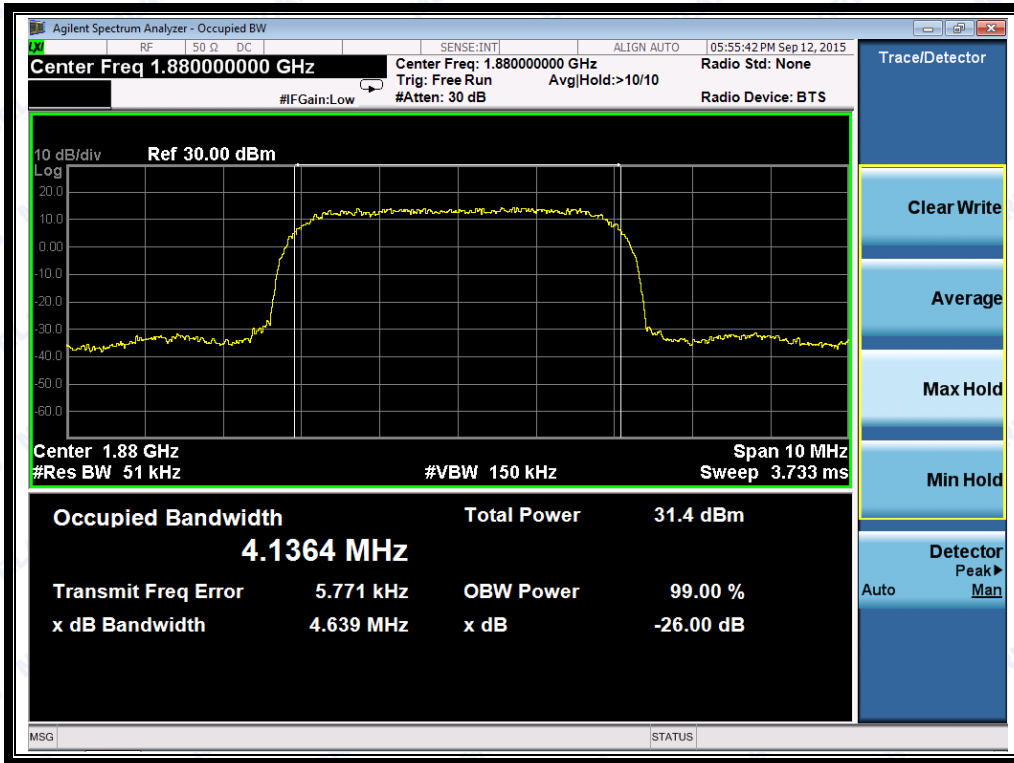 Agilent Spectrum Analyzer - Occupied BW
LXI RF 50 Ω DC SENSE:INT ALIGN AUTO 05:55:42 PM Sep 12, 2015
Center Freq 1.880000000 GHz
Center Freq: 1.880000000 GHz
Radio Std: None
Trig: Free Run Avg|Hold:>10/10
#IFGain:Low
#Atten: 30 dB
Radio Device: BTS
10 dB/div Ref 30.00 dBm
Log
20.0
10.0
0.00
-10.0
-20.0
-30.0
-40.0
-50.0
-60.0
Center 1.88 GHz Span 10 MHz
#Res BW 51 kHz #VBW 150 kHz Sweep 3.733 ms
Occupied Bandwidth Total Power 31.4 dBm
4.1364 MHz
Transmit Freq Error 5.771 kHz OBW Power 99.00 %
x dB Bandwidth 4.639 MHz x dB -26.00 dB
MSG STATUS
Trace/Detector
Clear Write
Average
Max Hold
Min Hold
Detector
Peak▶
Auto Man